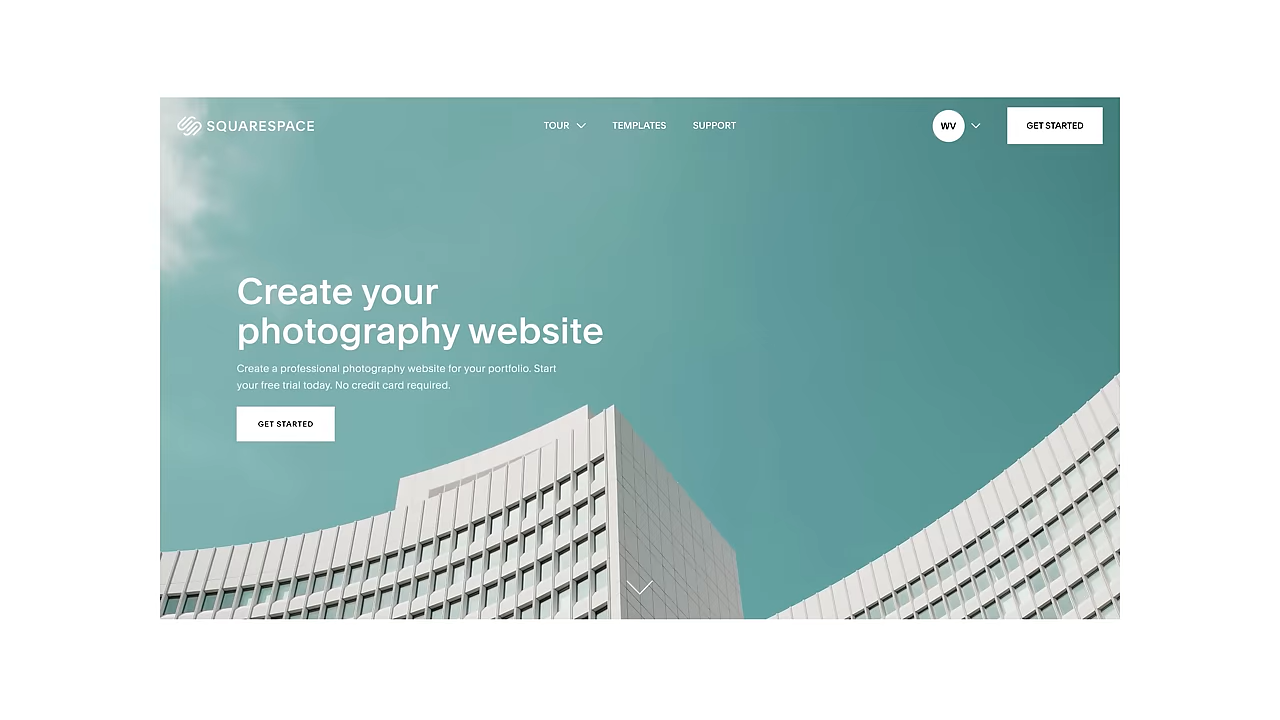 SQUARESPACE
TOUR
TEMPLATES
SUPPORT
WV
GET STARTED
Create your
photography website
Create a professional photography website for your portfolio. Start
your free trial today. No credit card required.
GET STARTED